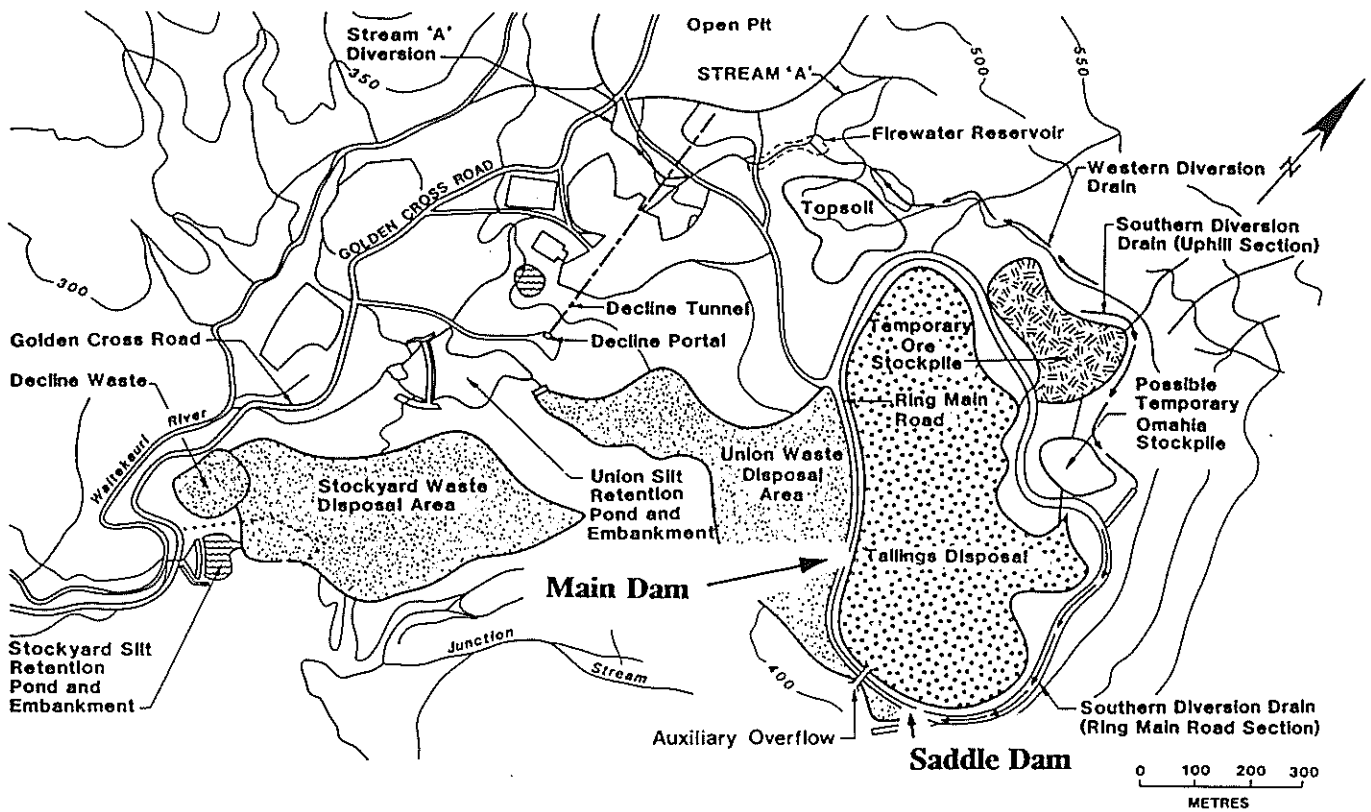 Stream 'A'
Diversion
Open Pit
STREAM 'A'
500
550
350
Firewater Reservoir
N
Western Diversion
Drain
GOLDEN CROSS ROAD
Topsoil
Southern Diversion
Drain (Uphill Section)
300
Decline Tunnel
Golden Cross Road
Decline Portal
Temporary
Ore
Stockpile
Decline Waste
Possible
Temporary
Omahia
Stockpile
Ring Main
Road
Waitekauri River
Stockyard Waste
Disposal Area
Union Silt
Retention
Pond and
Embankment
Union Waste
Disposal
Area
Tailings Disposal
Main Dam
Stockyard Silt
Retention
Pond and
Embankment
Junction
Stream
400
Auxiliary Overflow
Southern Diversion Drain
(Ring Main Road Section)
Saddle Dam
0 100 200 300
METRES